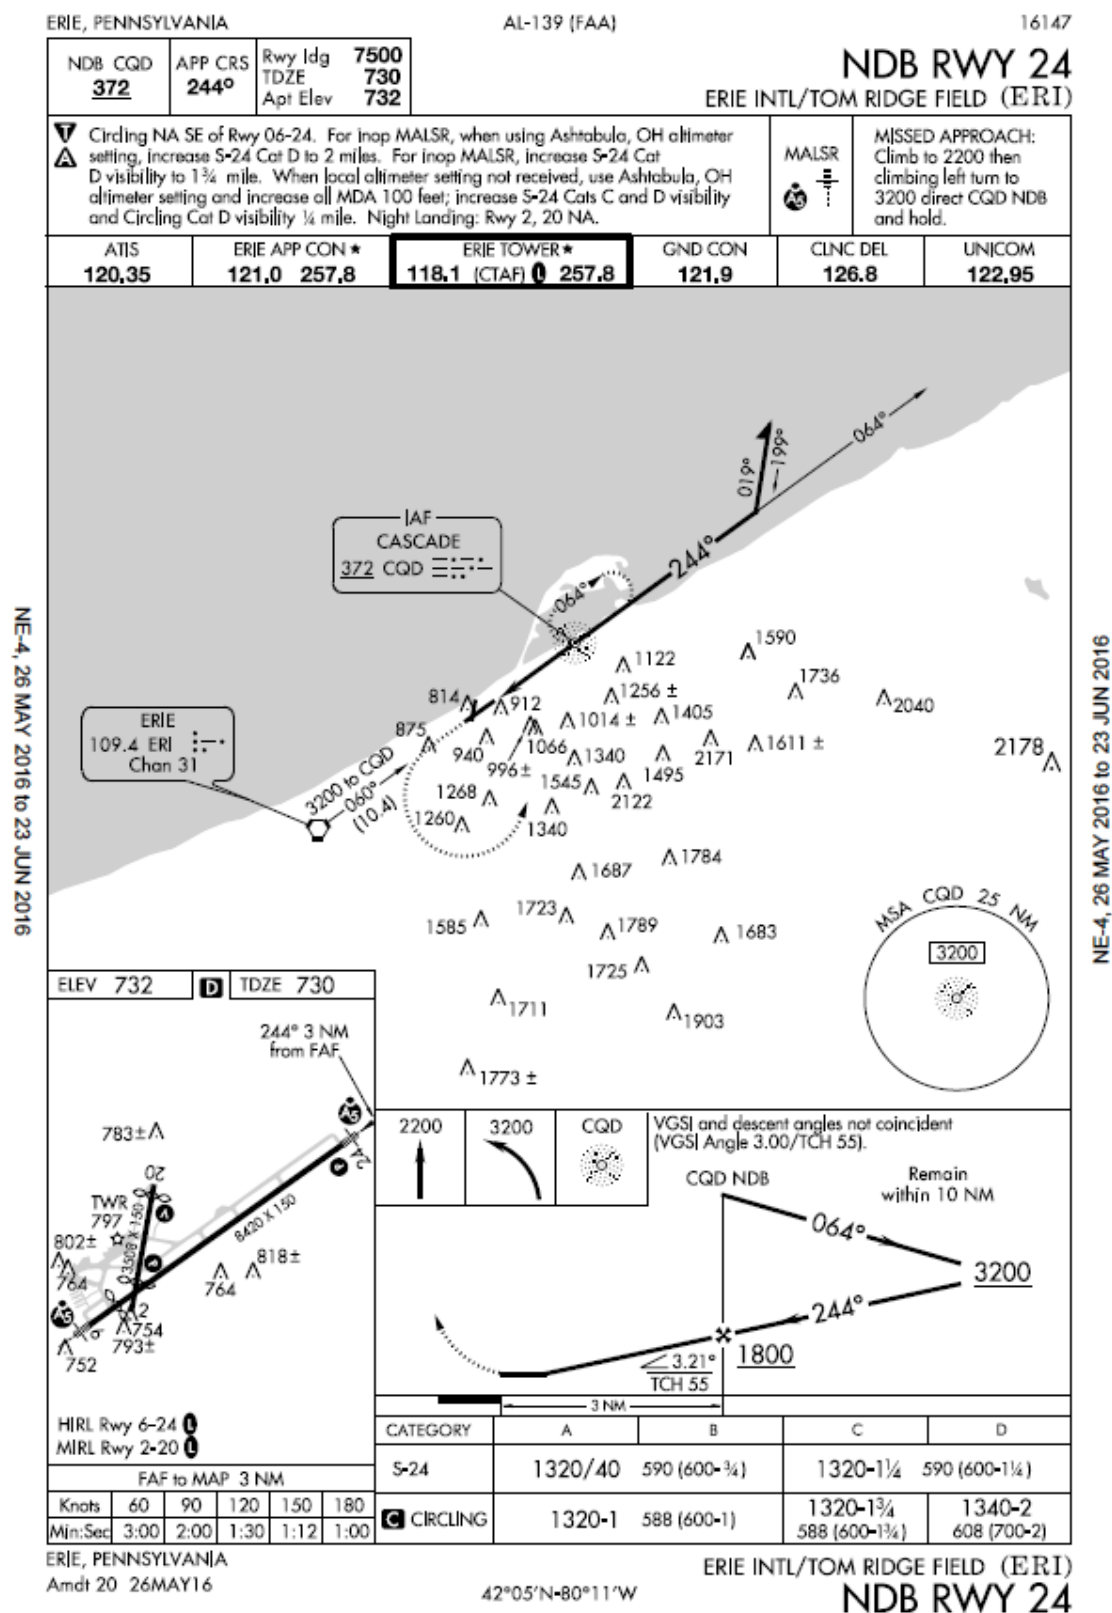 ERIE, PENNSYLVANIA
AL-139 (FAA)
16147
NDB CQD
372
APP CRS
244°
Rwy ldg 7500
TDZE 730
Apt Elev 732
NDB RWY 24
ERIE INTL/TOM RIDGE FIELD (ERI)
T
A
Circling NA SE of Rwy 06-24. For inop MALSR, when using Ashtabula, OH altimeter
setting, increase S-24 Cat D to 2 miles. For inop MALSR, increase S-24 Cat
D visibility to 1¾ mile. When local altimeter setting not received, use Ashtabula, OH
altimeter setting and increase all MDA 100 feet; increase S-24 Cats C and D visibility
and Circling Cat D visibility ¼ mile. Night Landing: Rwy 2, 20 NA.
MALSR
A5
MISSED APPROACH:
Climb to 2200 then
climbing left turn to
3200 direct CQD NDB
and hold.
ATIS
120.35
ERIE APP CON ★
121.0 257.8
ERIE TOWER ★
118.1 (CTAF) L 257.8
GND CON
121.9
CLNC DEL
126.8
UNICOM
122.95
064°
019°
199°
244°
IAF
CASCADE
372 CQD
064°
1590
1122
1736
1256 ±
2040
814
912
1014 ±
1405
875
940
1066
996±
1340
2171
1611 ±
2178
1495
1545
2122
1268
1260
1340
ERIE
109.4 ERI
Chan 31
3200 to CQD
060°
(10.4)
1687
1784
1723
1585
1789
1683
1725
1711
1903
1773 ±
MSA CQD 25 NM
3200
NE-4, 26 MAY 2016 to 23 JUN 2016
NE-4, 26 MAY 2016 to 23 JUN 2016
ELEV 732
D
TDZE 730
244° 3 NM
from FAF
A5
783±
20
24
TWR
797
3508 X 150
8420 X 150
802±
764
818±
764
A5
6
2
754
793±
752
HIRL Rwy 6-24 L
MIRL Rwy 2-20 L
FAF to MAP 3 NM
Knots 60 90 120 150 180
Min:Sec 3:00 2:00 1:30 1:12 1:00
2200
3200
CQD
VGSI and descent angles not coincident
(VGSI Angle 3.00/TCH 55).
CQD NDB
Remain
within 10 NM
064°
3200
244°
1800
3.21°
TCH 55
3 NM
CATEGORY A B C D
S-24 1320/40 590 (600-¾) 1320-1¼ 590 (600-1¼)
C CIRCLING 1320-1 588 (600-1) 1320-1¾ 588 (600-1¾) 1340-2 608 (700-2)
ERIE, PENNSYLVANIA
Amdt 20 26MAY16
42°05'N-80°11'W
ERIE INTL/TOM RIDGE FIELD (ERI)
NDB RWY 24